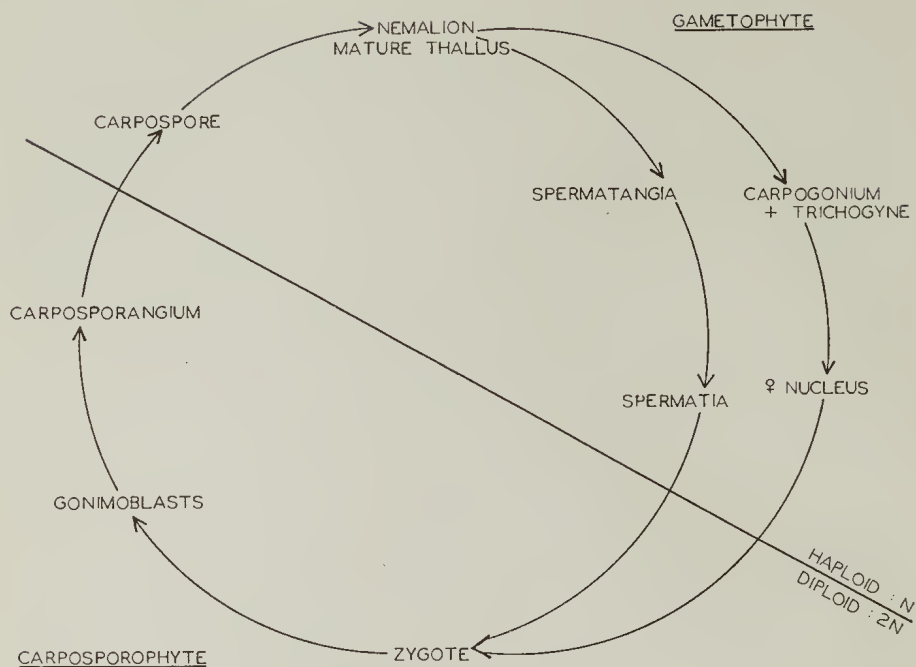 GAMETOPHYTE
NEMALION
MATURE THALLUS
CARPOSPORE
SPERMATANGIA
CARPOGONIUM
+ TRICHOGYNE
CARPOSPORANGIUM
SPERMATIA
♀ NUCLEUS
GONIMOBLASTS
HAPLOID : N
DIPLOID : 2N
ZYGOTE
CARPOSPOROPHYTE